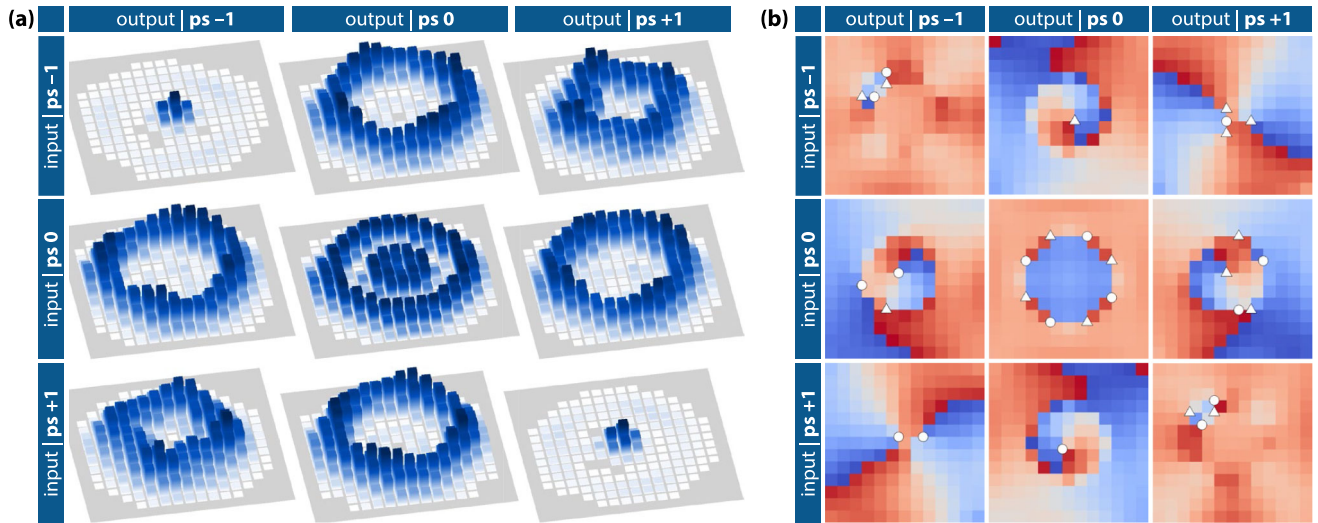 (a)
output | ps –1
output | ps 0
output | ps +1
input | ps –1
input | ps 0
input | ps +1
(b)
output | ps –1
output | ps 0
output | ps +1
input | ps –1
input | ps 0
input | ps +1